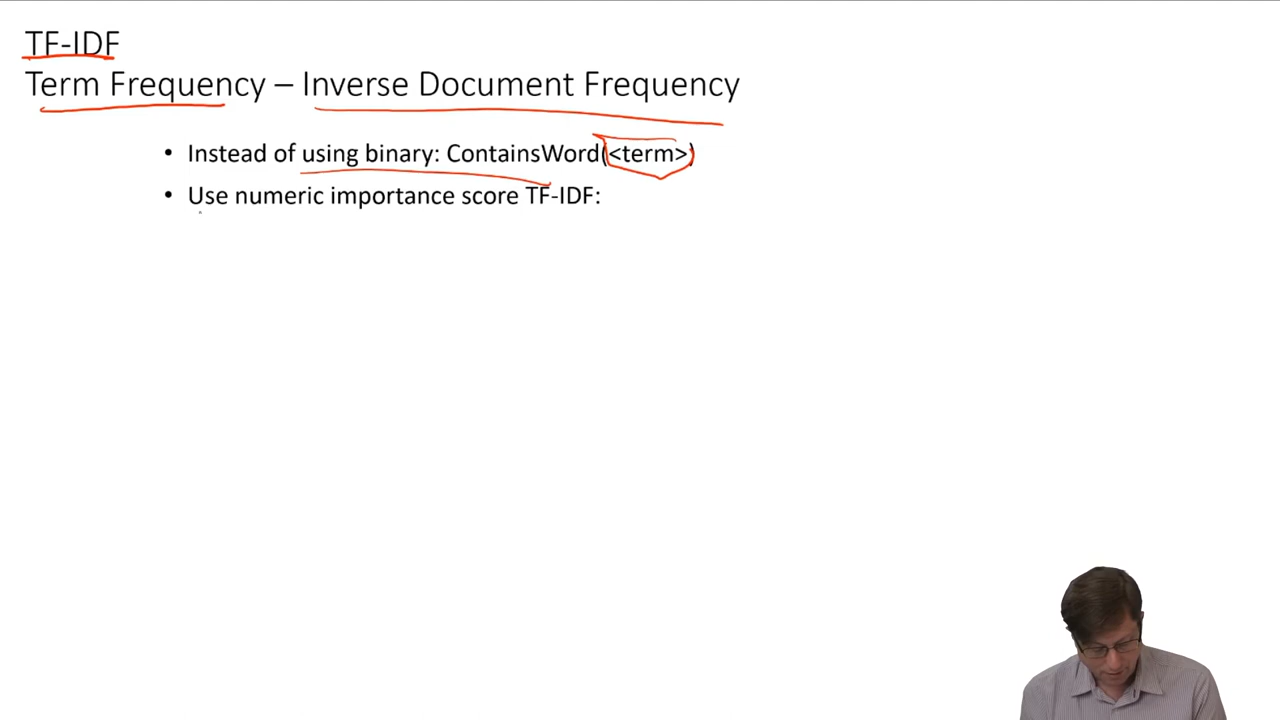 TF-IDF
Term Frequency – Inverse Document Frequency
• Instead of using binary: ContainsWord(<term>)
• Use numeric importance score TF-IDF: